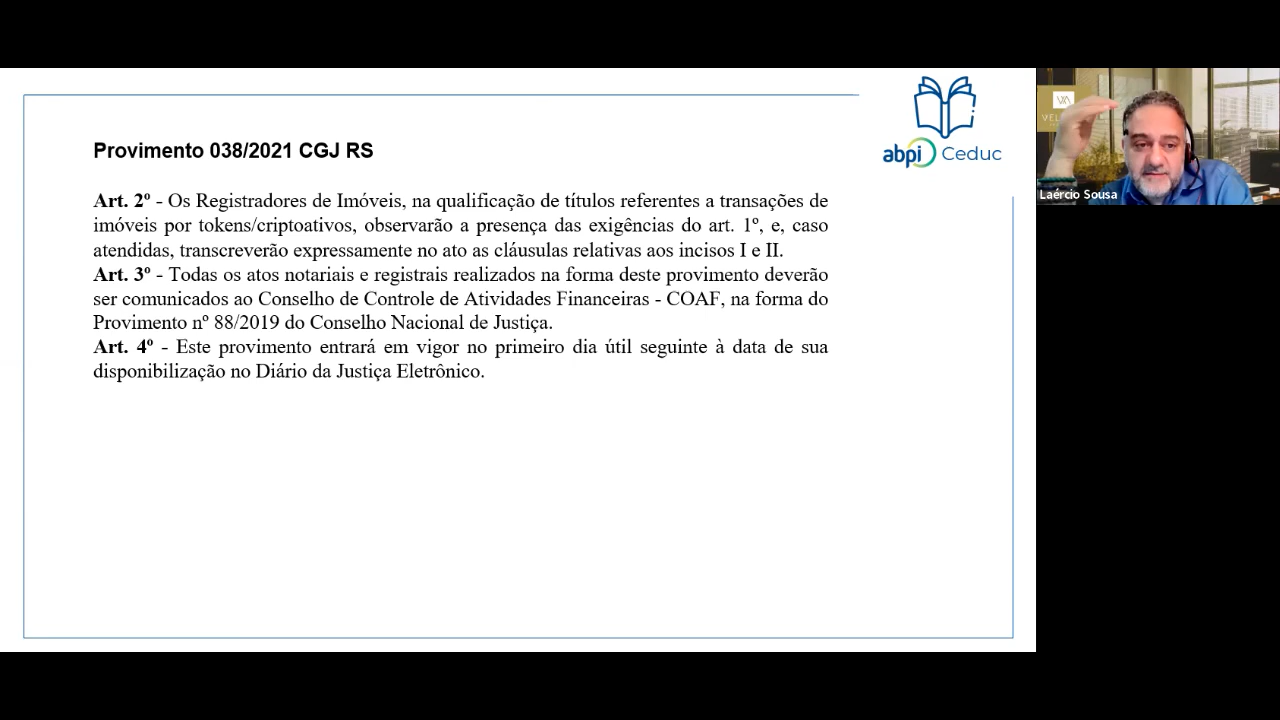 abpi Ceduc
Provimento 038/2021 CGJ RS
Art. 2º - Os Registradores de Imóveis, na qualificação de títulos referentes a transações de
imóveis por tokens/criptoativos, observarão a presença das exigências do art. 1º, e, caso
atendidas, transcreverão expressamente no ato as cláusulas relativas aos incisos I e II.
Art. 3º - Todas os atos notariais e registrais realizados na forma deste provimento deverão
ser comunicados ao Conselho de Controle de Atividades Financeiras - COAF, na forma do
Provimento nº 88/2019 do Conselho Nacional de Justiça.
Art. 4º - Este provimento entrará em vigor no primeiro dia útil seguinte à data de sua
disponibilização no Diário da Justiça Eletrônico.
Laércio Sousa